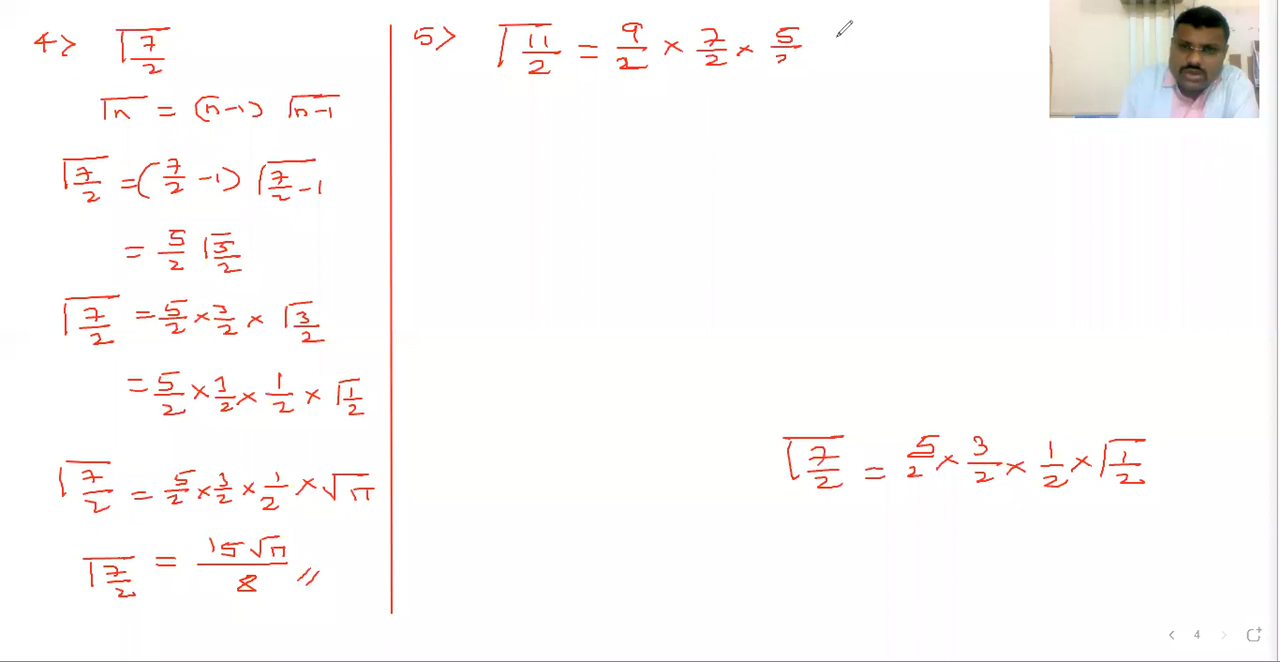 4> Γ7/2
Γn = (n-1) Γn-1
Γ7/2 = (7/2 -1) Γ7/2 -1
= 5/2 Γ5/2
Γ7/2 = 5/2 × 3/2 × Γ3/2
= 5/2 × 3/2 × 1/2 × Γ1/2
Γ7/2 = 5/2 × 3/2 × 1/2 × √π
Γ7/2 = 15√π/8 //
5> Γ11/2 = 9/2 × 7/2 × 5/2
Γ7/2 = 5/2 × 3/2 × 1/2 × Γ1/2
< 4 >